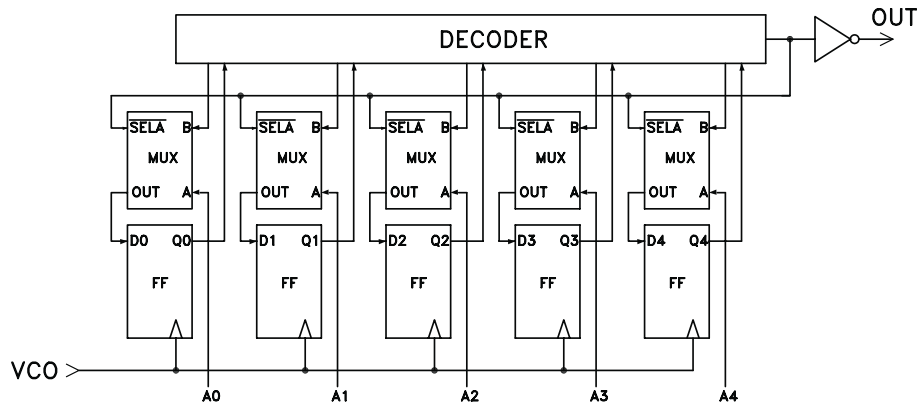 OUT
DECODER
SELA B SELA B SELA B SELA B SELA B
MUX MUX MUX MUX MUX
OUT A OUT A OUT A OUT A OUT A
D0 Q0 D1 Q1 D2 Q2 D3 Q3 D4 Q4
FF FF FF FF FF
VCO
A0 A1 A2 A3 A4